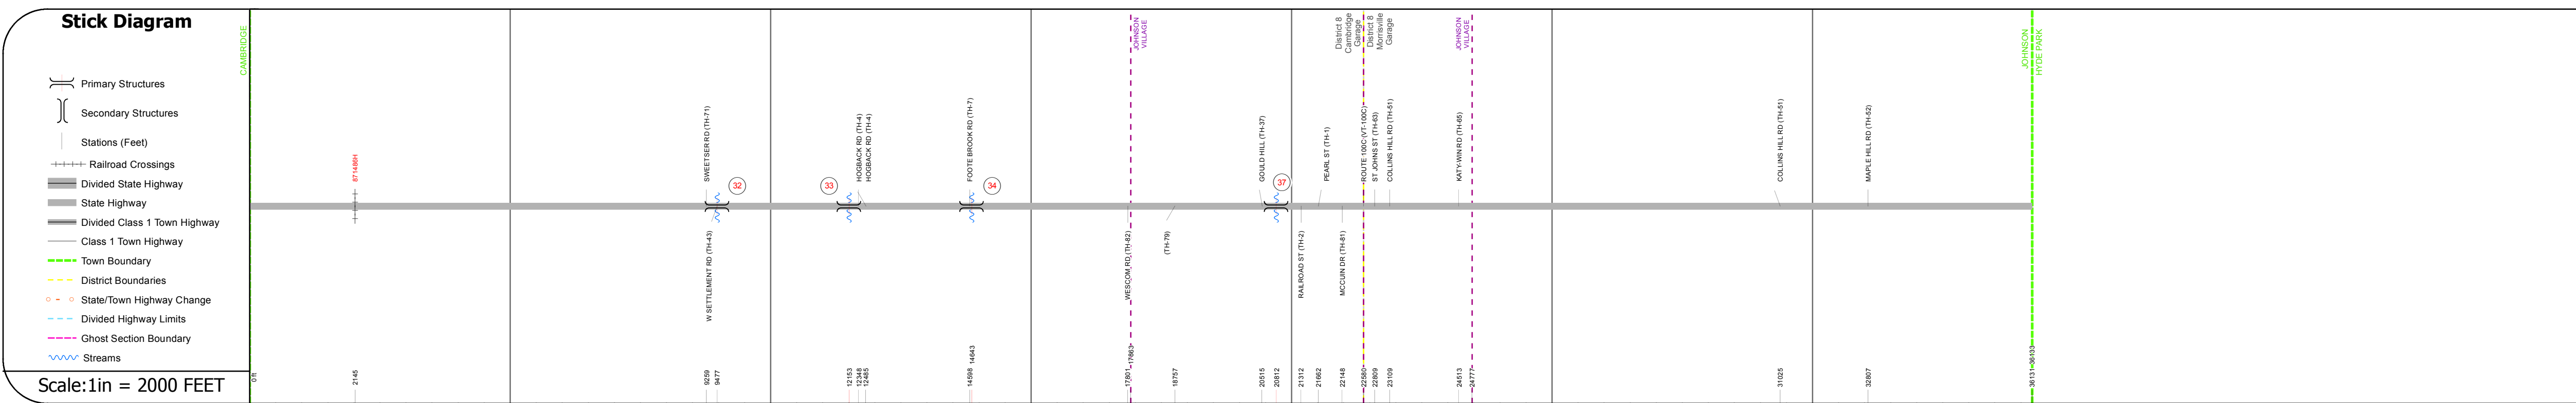 Stick Diagram
Primary Structures
Secondary Structures
Stations (Feet)
Railroad Crossings
Divided State Highway
State Highway
Divided Class 1 Town Highway
Class 1 Town Highway
Town Boundary
District Boundaries
State/Town Highway Change
Divided Highway Limits
Ghost Section Boundary
Streams
Scale:1in = 2000 FEET
CAMBRIDGE
JOHNSON
VILLAGE
District 8
Cambridge
Garage
District 8
Morrisville
Garage
JOHNSON
VILLAGE
JOHNSON
HYDE PARK
871486H
SWEETSER RD (TH-71)
32
33
HOGBACK RD (TH-4)
HOGBACK RD (TH-4)
FOOTE BROOK RD (TH-7)
34
GOULD HILL (TH-37)
37
PEARL ST (TH-1)
ROUTE 100C (VT-100C)
ST JOHNS ST (TH-63)
COLLINS HILL RD (TH-51)
KATY-WIN RD (TH-65)
COLLINS HILL RD (TH-51)
MAPLE HILL RD (TH-52)
W SETTLEMENT RD (TH-43)
WESCOM RD (TH-82)
(TH-79)
RAILROAD ST (TH-2)
MCCUIN DR (TH-81)
0 ft
2145
9259
9477
12153
12348
12485
14598
14643
17801
17863
18757
20515
20812
21312
21662
22148
22580
22809
23109
24513
24777
31025
32807
36131
36133